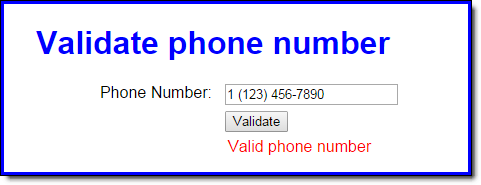 Validate phone number
Phone Number: 1 (123) 456-7890
Validate
Valid phone number